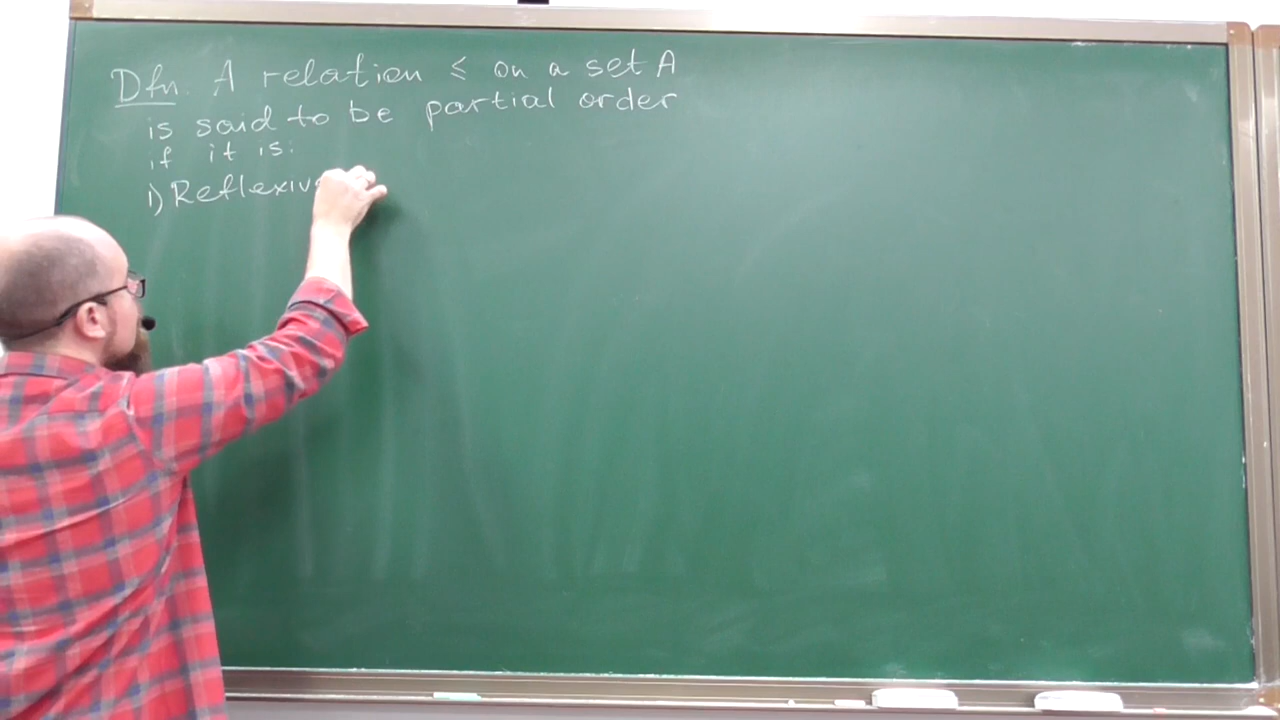 Dfn. A relation ≤ on a set A
is said to be partial order
if it is:
1) Reflexiv